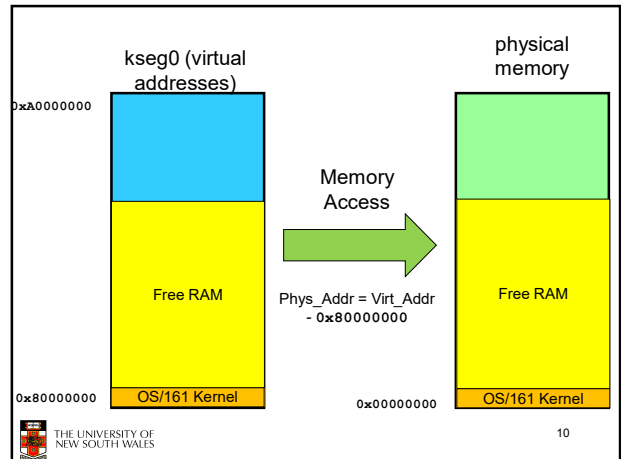 kseg0 (virtual
addresses)
physical
memory
0xA0000000
Memory
Access
Free RAM
Phys_Addr = Virt_Addr
- 0x80000000
Free RAM
0x80000000
OS/161 Kernel
0x00000000
OS/161 Kernel
THE UNIVERSITY OF
NEW SOUTH WALES
10